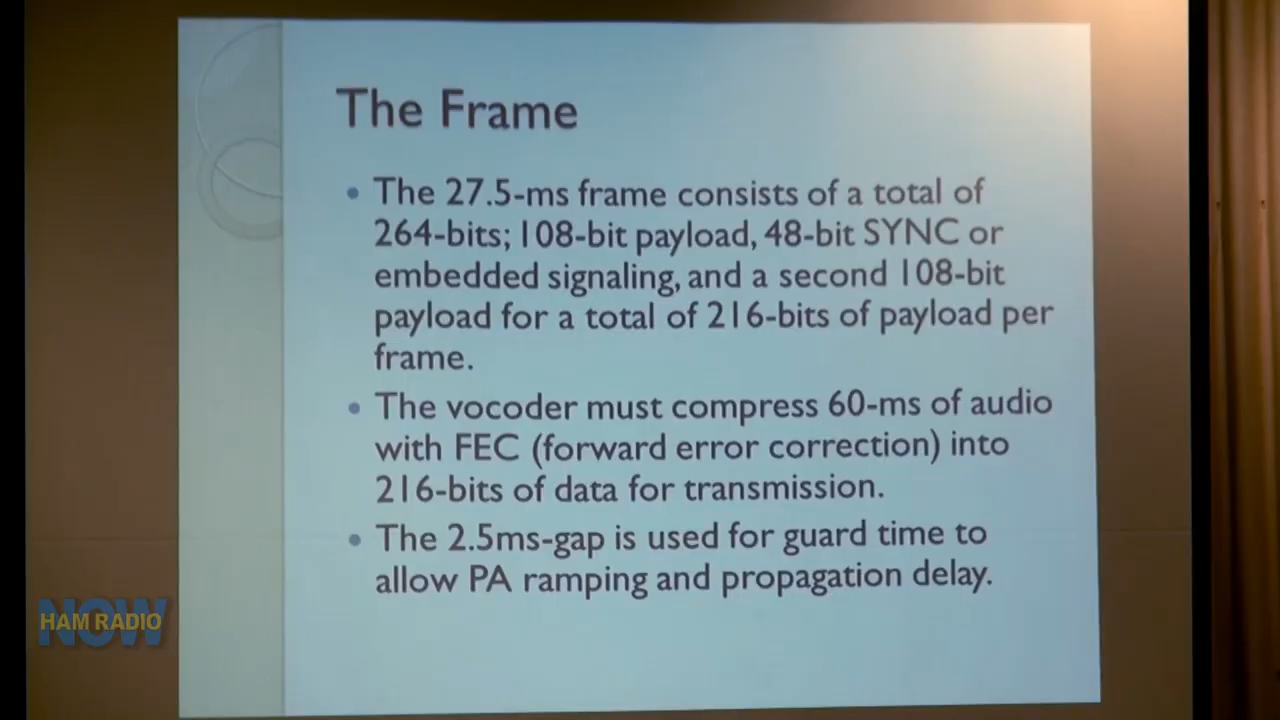 The Frame
• The 27.5-ms frame consists of a total of
264-bits; 108-bit payload, 48-bit SYNC or
embedded signaling, and a second 108-bit
payload for a total of 216-bits of payload per
frame.
• The vocoder must compress 60-ms of audio
with FEC (forward error correction) into
216-bits of data for transmission.
• The 2.5ms-gap is used for guard time to
allow PA ramping and propagation delay.
HAM RADIO
NOW